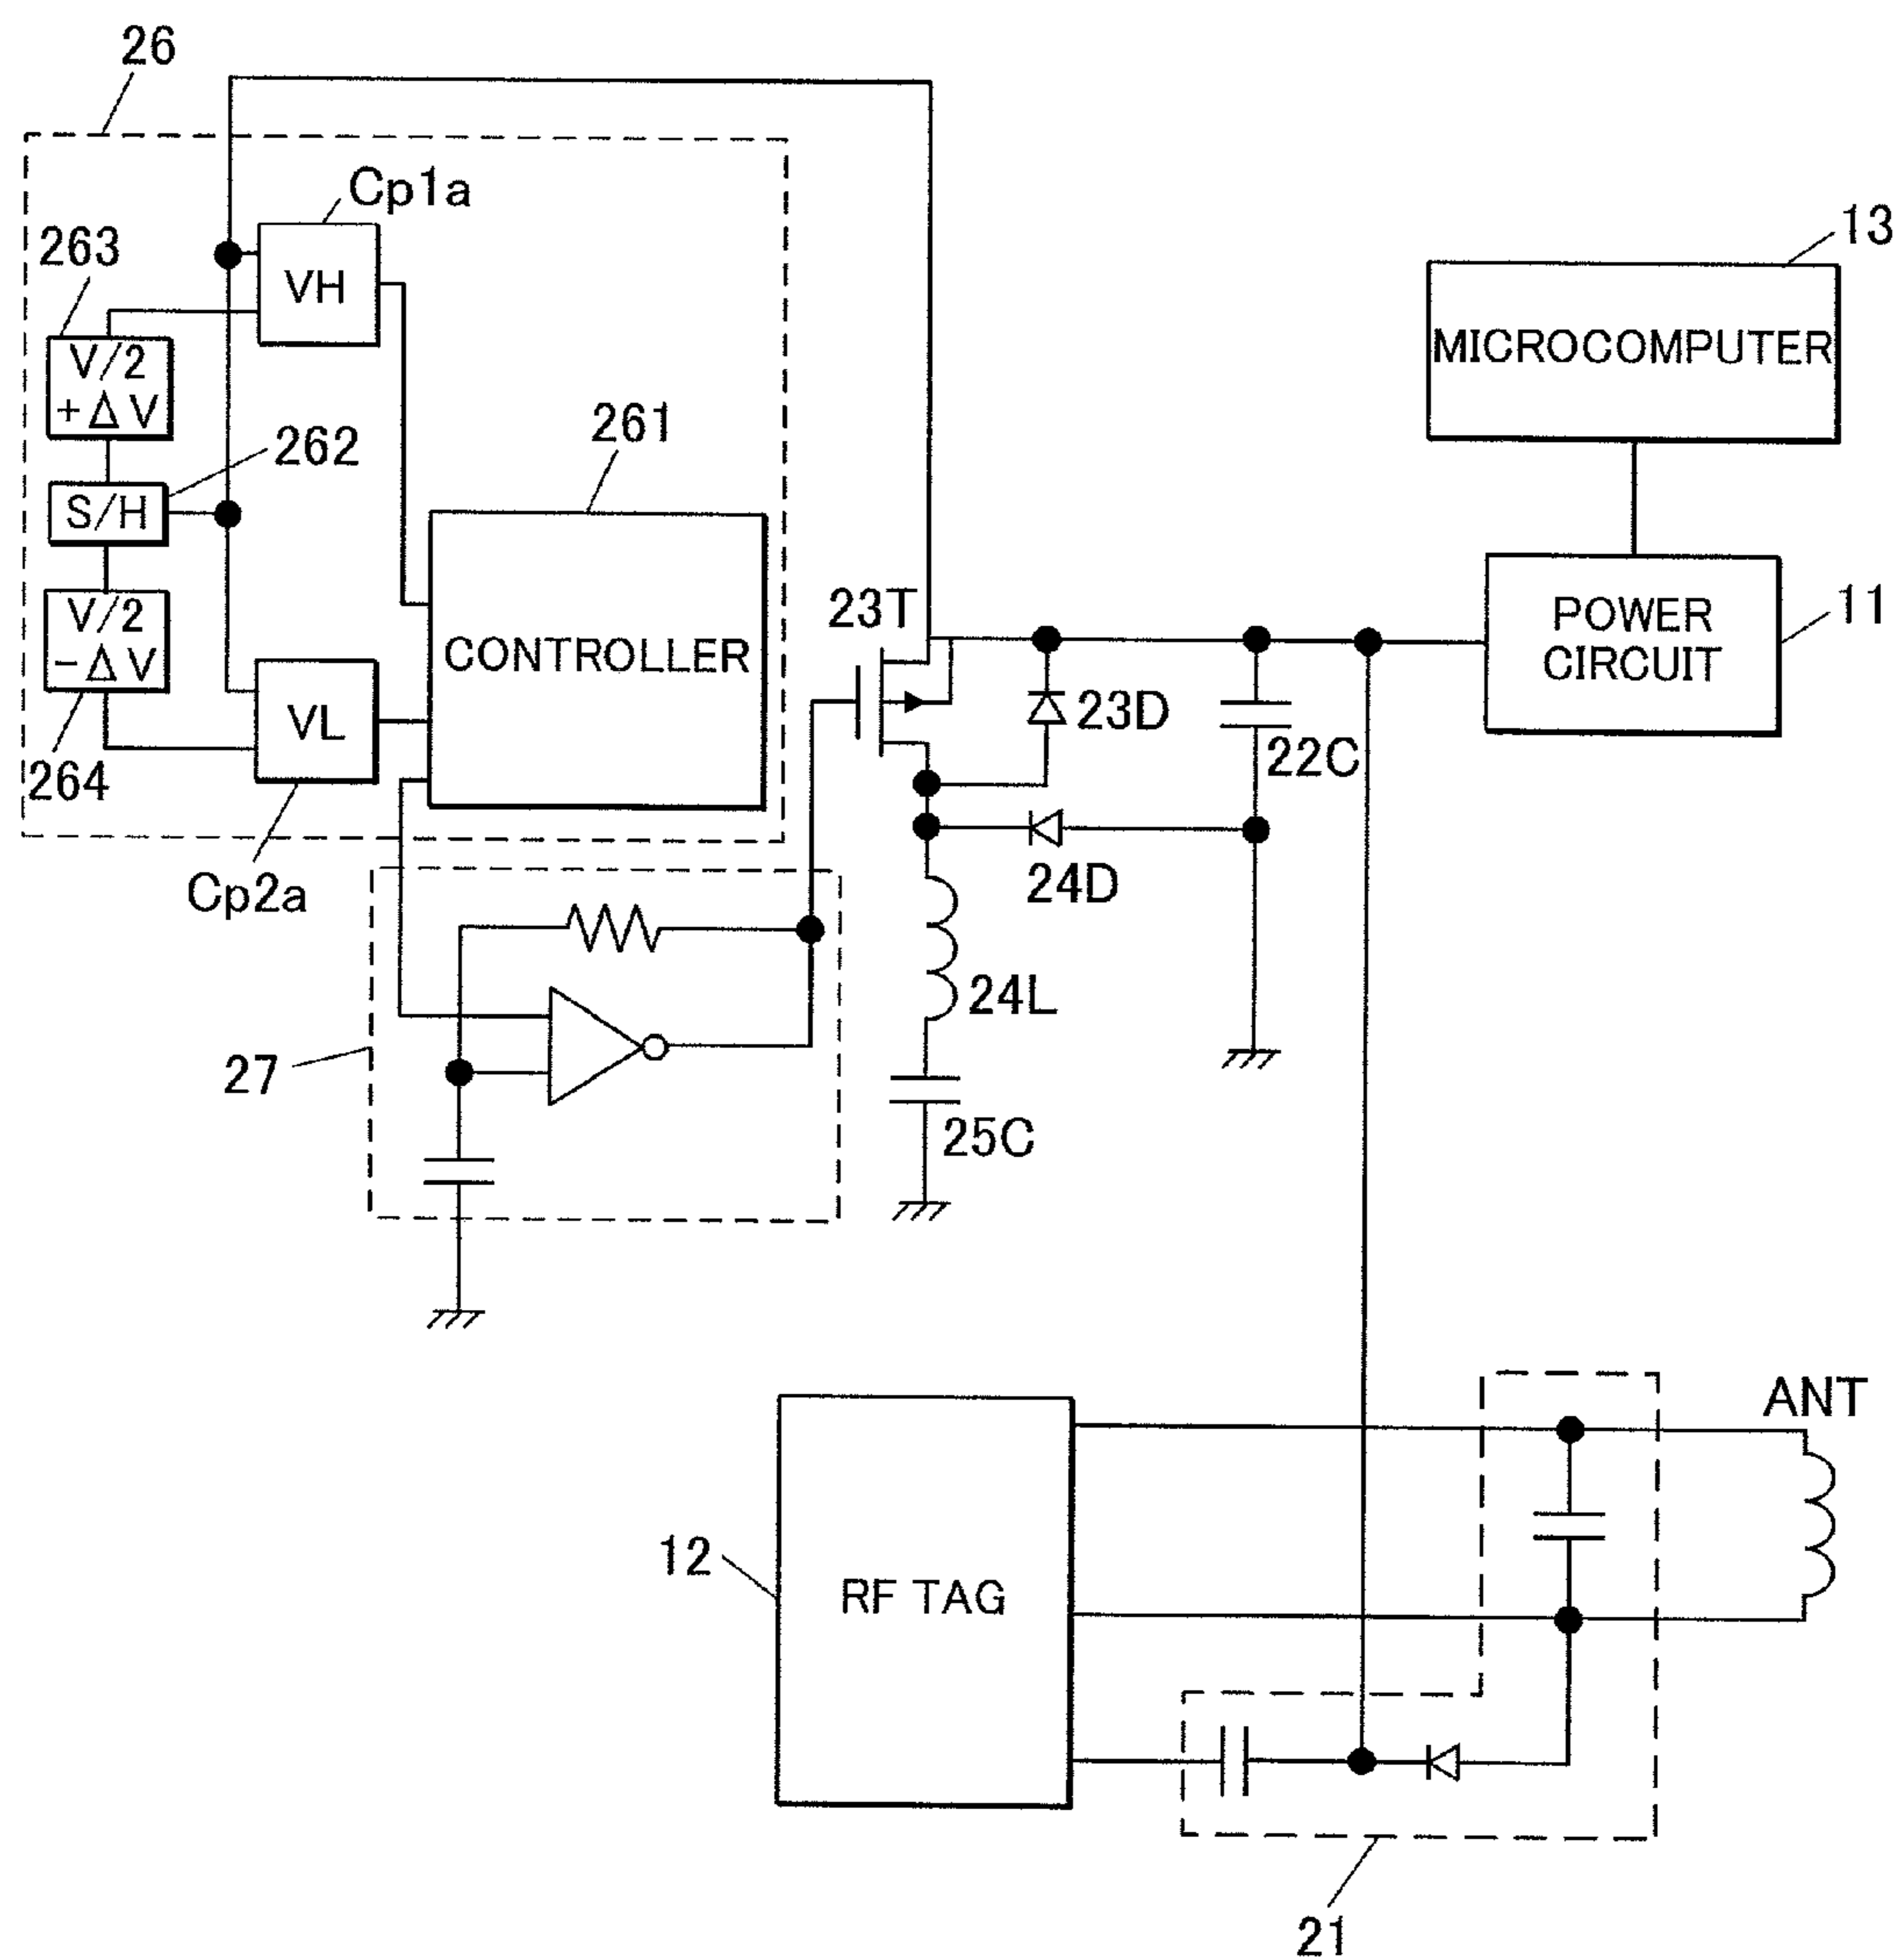 26
Cp1a
263
VH
V/2
+ΔV
262
S/H
261
V/2
-ΔV
264
VL
CONTROLLER
Cp2a
27
23T
23D
22C
24D
24L
25C
13
MICROCOMPUTER
POWER
CIRCUIT
11
ANT
12
RF TAG
21